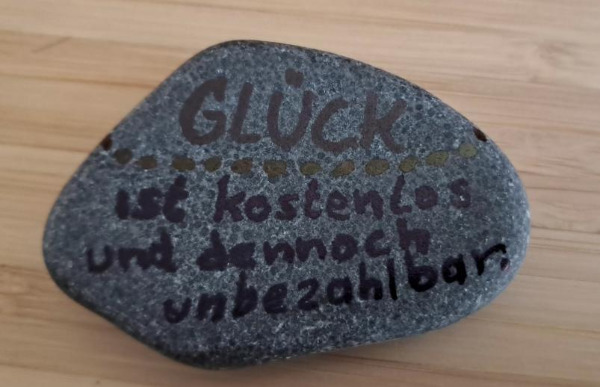 GLÜCK
ist kostenlos
und dennoch
unbezahlbar!